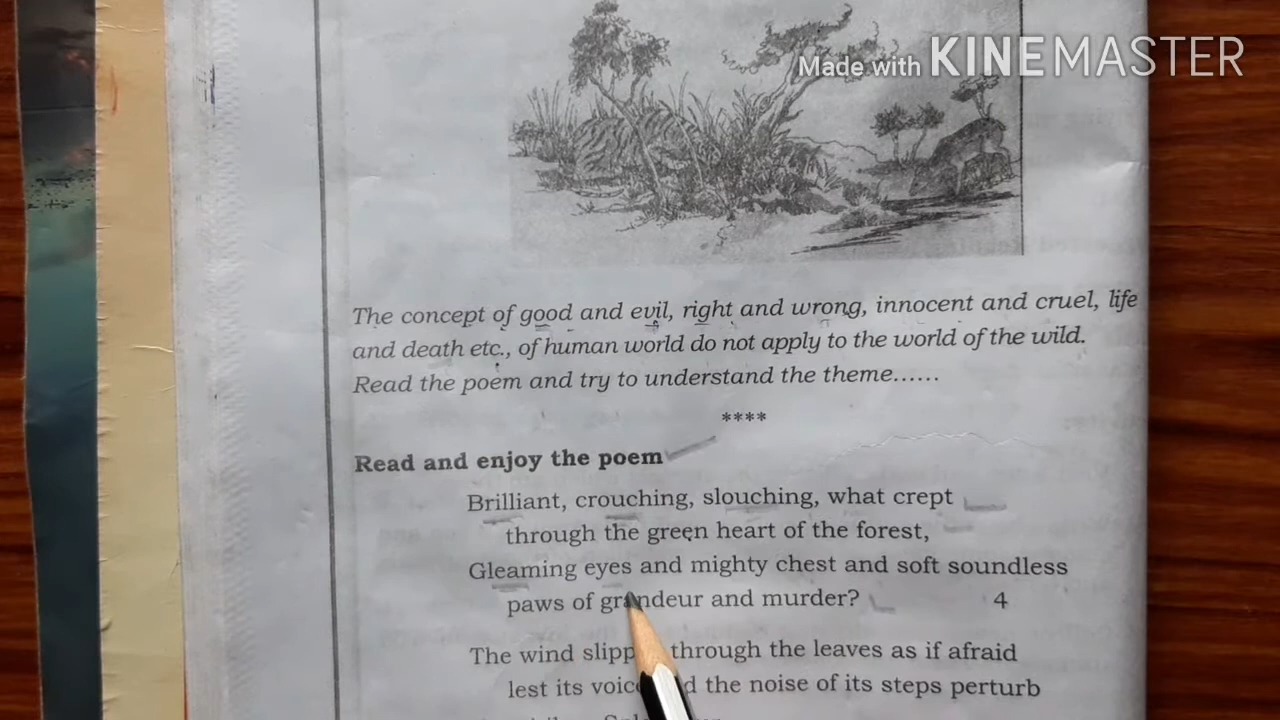 Made with KINEMASTER
The concept of good and evil, right and wrong, innocent and cruel, life
and death etc., of human world do not apply to the world of the wild.
Read the poem and try to understand the theme......
****
Read and enjoy the poem
Brilliant, crouching, slouching, what crept
through the green heart of the forest,
Gleaming eyes and mighty chest and soft soundless
paws of grandeur and murder? 4
The wind through the leaves as if afraid
lest its the noise of its steps perturb